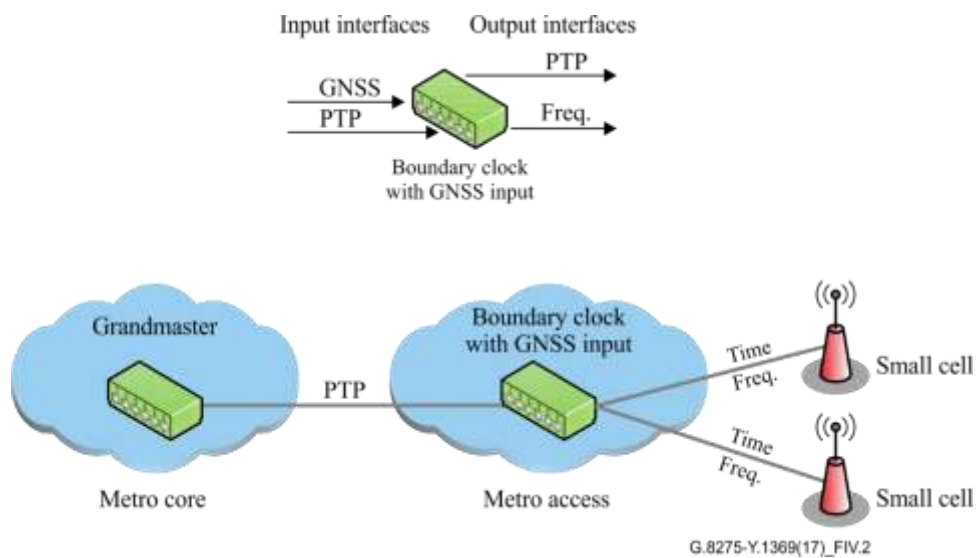 Input interfaces
Output interfaces
PTP
GNSS
PTP
Freq.
Boundary clock
with GNSS input
Grandmaster
Boundary clock
with GNSS input
PTP
Time
Freq.
Small cell
Time
Freq.
Small cell
Metro core
Metro access
G.8275-Y.1369(17)_FIV.2